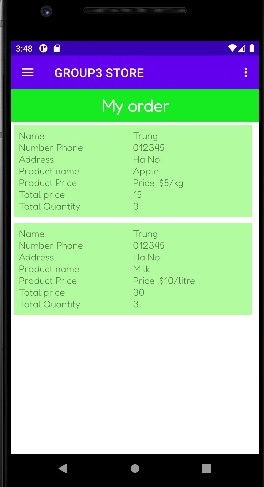 3:48
GROUP3 STORE
My order
Name Trung
Number Phone 012345
Address Ha Noi
Product name Apple
Product Price Price :$5/kg
Total price 15
Total Quantity 3
Name Trung
Number Phone 012345
Address Ha Noi
Product name Milk
Product Price Price :$10/litre
Total price 30
Total Quantity 3